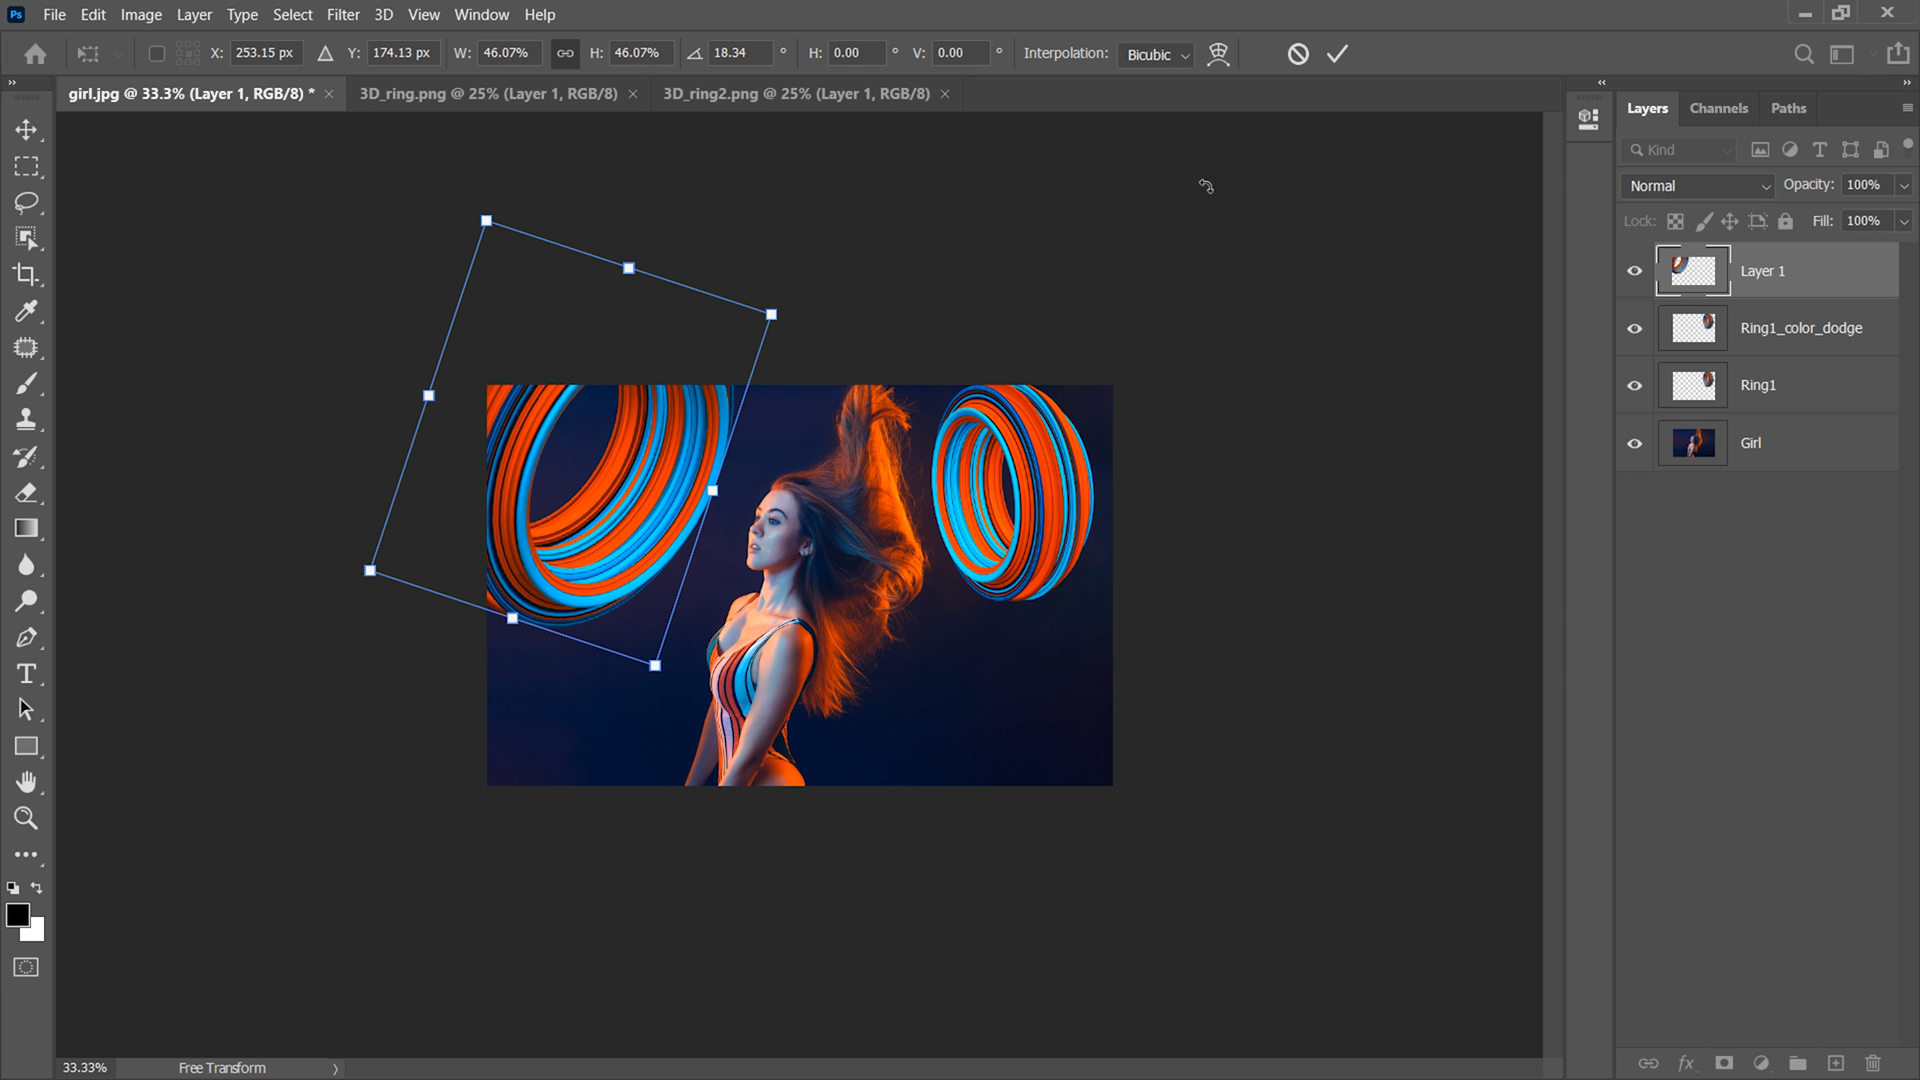 Ps File Edit Image Layer Type Select Filter 3D View Window Help
X: 253.15 px Y: 174.13 px W: 46.07% H: 46.07% 18.34 ° H: 0.00 ° V: 0.00 ° Interpolation: Bicubic
girl.jpg @ 33.3% (Layer 1, RGB/8) * × 3D_ring.png @ 25% (Layer 1, RGB/8) × 3D_ring2.png @ 25% (Layer 1, RGB/8) ×
Layers Channels Paths
Kind
Normal Opacity: 100%
Lock: Fill: 100%
Layer 1
Ring1_color_dodge
Ring1
Girl
T
fx
33.33% Free Transform